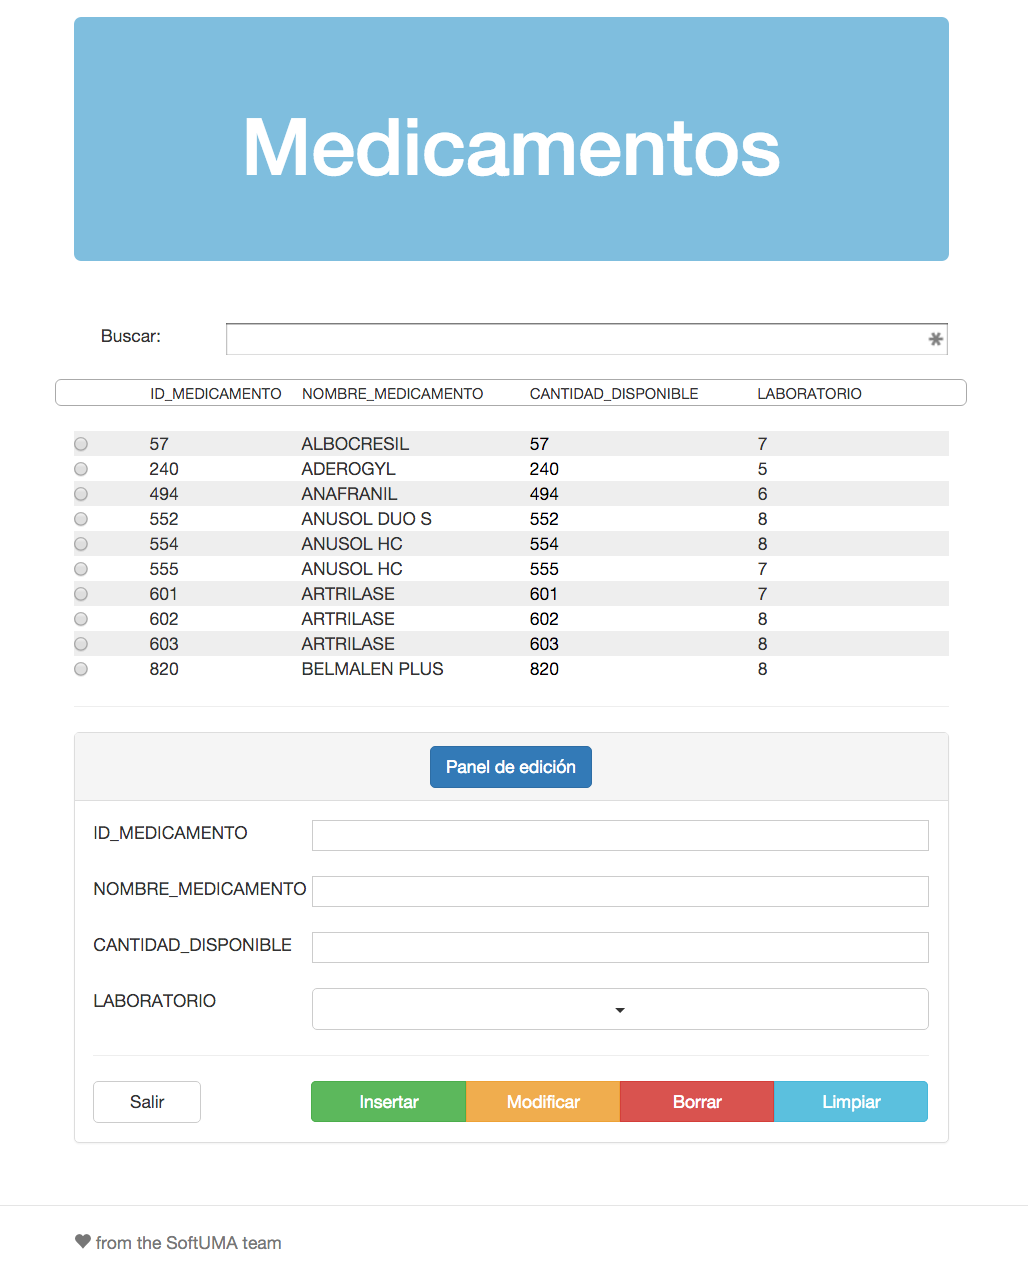 Medicamentos
Buscar:
ID_MEDICAMENTO NOMBRE_MEDICAMENTO CANTIDAD_DISPONIBLE LABORATORIO
57 ALBOCRESIL 57 7
240 ADEROGYL 240 5
494 ANAFRANIL 494 6
552 ANUSOL DUO S 552 8
554 ANUSOL HC 554 8
555 ANUSOL HC 555 7
601 ARTRILASE 601 7
602 ARTRILASE 602 8
603 ARTRILASE 603 8
820 BELMALEN PLUS 820 8
Panel de edición
ID_MEDICAMENTO
NOMBRE_MEDICAMENTO
CANTIDAD_DISPONIBLE
LABORATORIO
Salir Insertar Modificar Borrar Limpiar
from the SoftUMA team